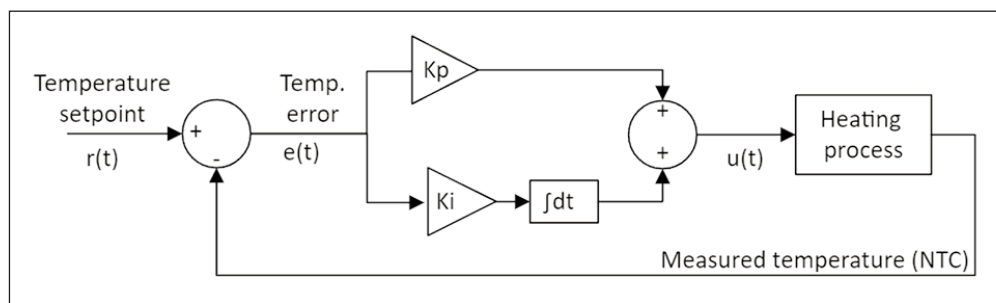 Temperature
setpoint
r(t)
+
-
Temp.
error
e(t)
Kp
Ki
∫dt
+
+
u(t)
Heating
process
Measured temperature (NTC)